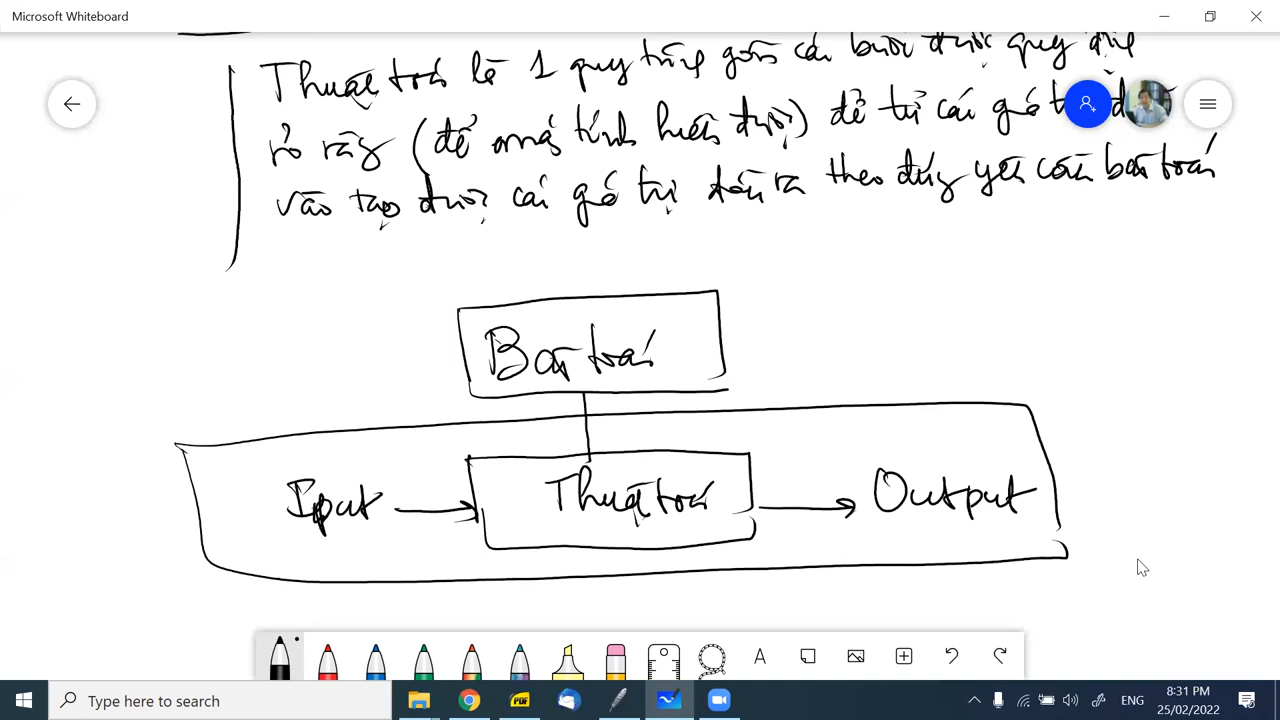 Microsoft Whiteboard
Thuật toán là 1 quy trình gồm các bước được quy định
rõ ràng (để máy tính hiểu được) để từ các giá trị đầu
vào tạo được các giá trị đầu ra theo đúng yêu cầu bài toán
Bài toán
Input
Thuật toán
Output
Type here to search
PDF
ENG
8:31 PM
25/02/2022